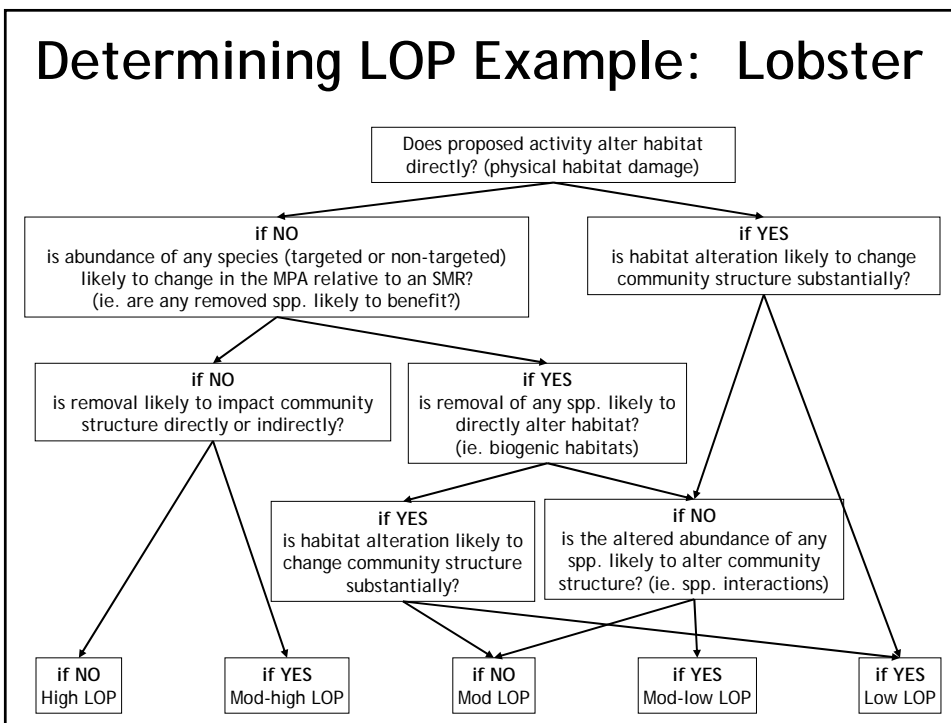 Determining LOP Example: Lobster
Does proposed activity alter habitat
directly? (physical habitat damage)
if NO
is abundance of any species (targeted or non-targeted)
likely to change in the MPA relative to an SMR?
(ie. are any removed spp. likely to benefit?)
if YES
is habitat alteration likely to change
community structure substantially?
if NO
is removal likely to impact community
structure directly or indirectly?
if YES
is removal of any spp. likely to
directly alter habitat?
(ie. biogenic habitats)
if YES
is habitat alteration likely to
change community structure
substantially?
if NO
is the altered abundance of any
spp. likely to alter community
structure? (ie. spp. interactions)
if NO
High LOP
if YES
Mod-high LOP
if NO
Mod LOP
if YES
Mod-low LOP
if YES
Low LOP